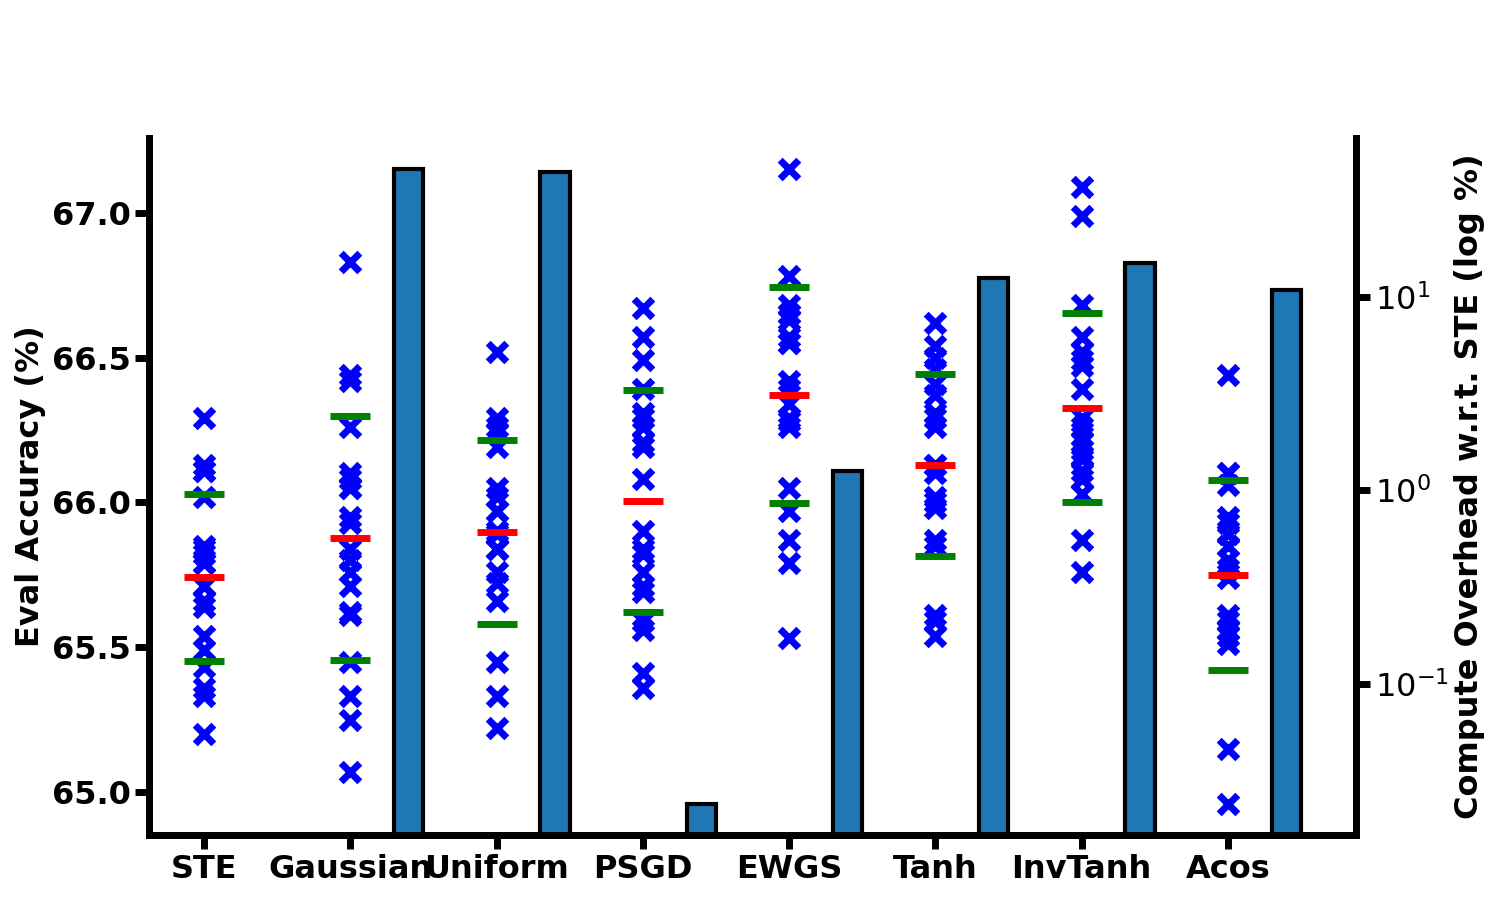 Eval Accuracy (%)
67.0
66.5
66.0
65.5
65.0
STE Gaussian Uniform PSGD EWGS Tanh InvTanh Acos
10¹
10⁰
10⁻¹
Compute Overhead w.r.t. STE (log %)